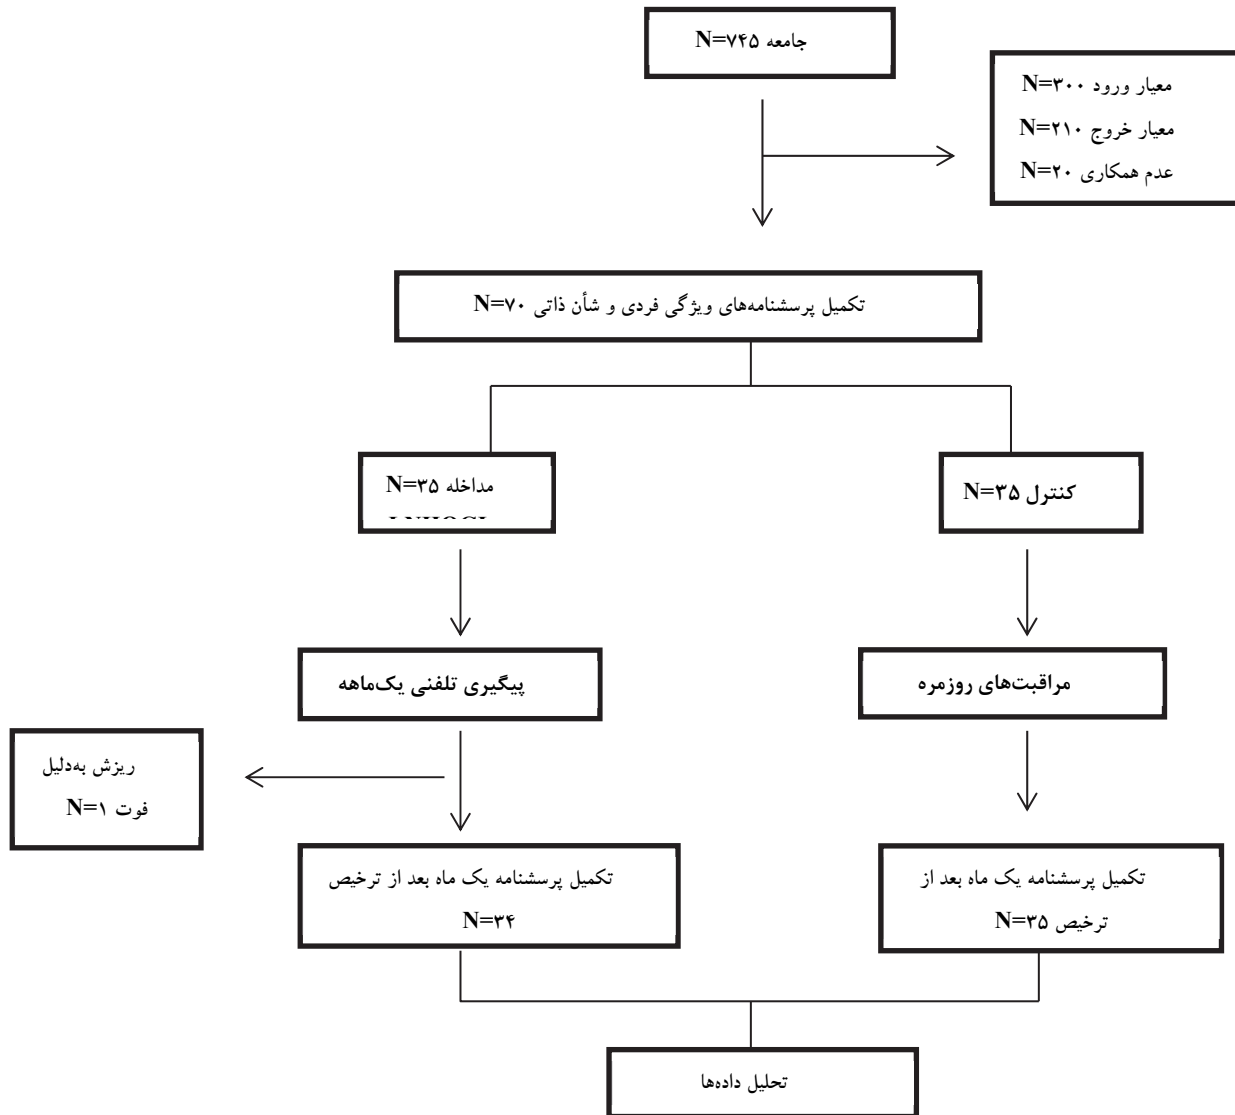 جامعه N=۷۴۵
معیار ورود N=۳۰۰
معیار خروج N=۲۱۰
عدم همکاری N=۲۰
تکمیل پرسشنامه‌های ویژگی فردی و شأن ذاتی N=۷۰
کنترل N=۳۵
مداخله N=۳۵
مراقبت‌های روزمره
پیگیری تلفنی یک‌ماهه
ریزش به‌دلیل
فوت N=۱
تکمیل پرسشنامه یک ماه بعد از
ترخیص N=۳۵
تکمیل پرسشنامه یک ماه بعد از ترخیص
N=۳۴
تحلیل داده‌ها